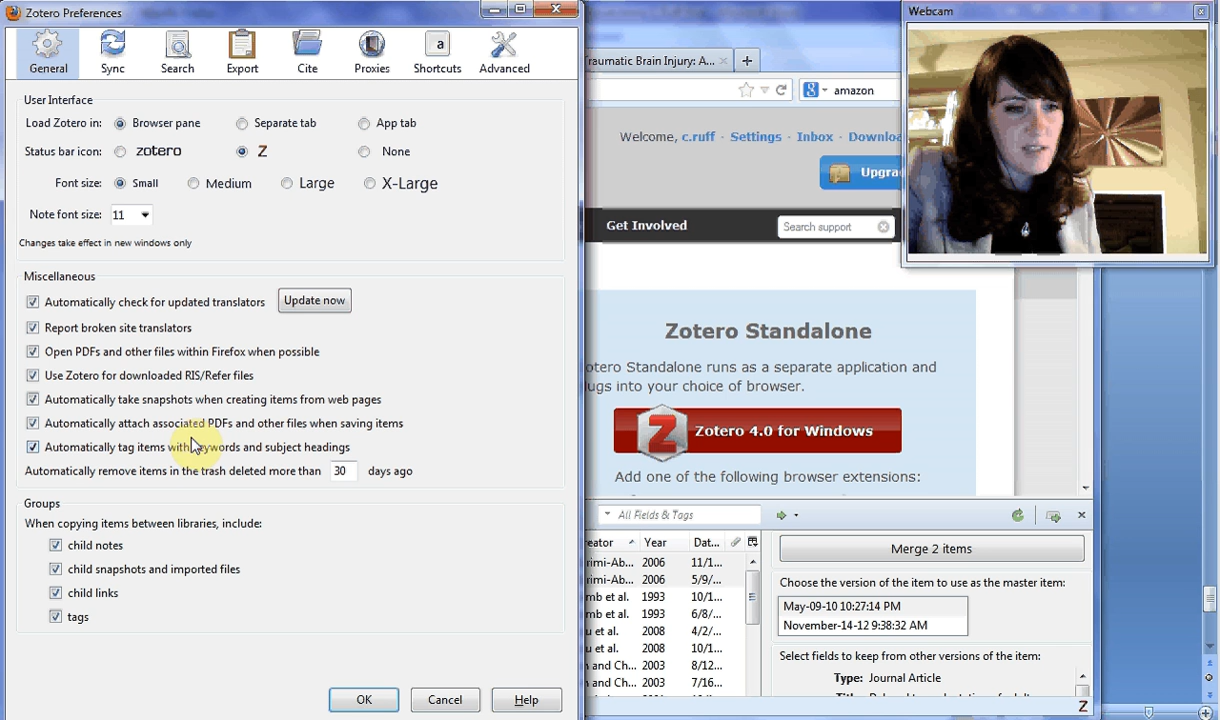 Zotero Preferences
General
Sync
Search
Export
Cite
Proxies
a
Shortcuts
Advanced
User Interface
Load Zotero in: Browser pane Separate tab App tab
Status bar icon: zotero Z None
Font size: Small Medium Large X-Large
Note font size: 11
Changes take effect in new windows only
Miscellaneous
Automatically check for updated translators Update now
Report broken site translators
Open PDFs and other files within Firefox when possible
Use Zotero for downloaded RIS/Refer files
Automatically take snapshots when creating items from web pages
Automatically attach associated PDFs and other files when saving items
Automatically tag items with keywords and subject headings
Automatically remove items in the trash deleted more than 30 days ago
Groups
When copying items between libraries, include:
child notes
child snapshots and imported files
child links
tags
OK Cancel Help
Traumatic Brain Injury: A...
amazon
Welcome, c.ruff · Settings · Inbox · Downloa
Upgra
Get Involved
Search support
Zotero Standalone
otero Standalone runs as a separate application and
lugs into your choice of browser.
Z Zotero 4.0 for Windows
Add one of the following browser extensions:
All Fields & Tags
eator Year Dat...
rimi-Ab... 2006 11/1...
rimi-Ab... 2006 5/9/...
mb et al. 1993 10/1...
mb et al. 1993 6/8/...
u et al. 2008 4/2/...
u et al. 2008 10/1...
n and Ch... 2003 8/12...
n and Ch... 2003 7/16...
Merge 2 items
Choose the version of the item to use as the master item:
May-09-10 10:27:14 PM
November-14-12 9:38:32 AM
Select fields to keep from other versions of the item:
Type: Journal Article
Z
Webcam